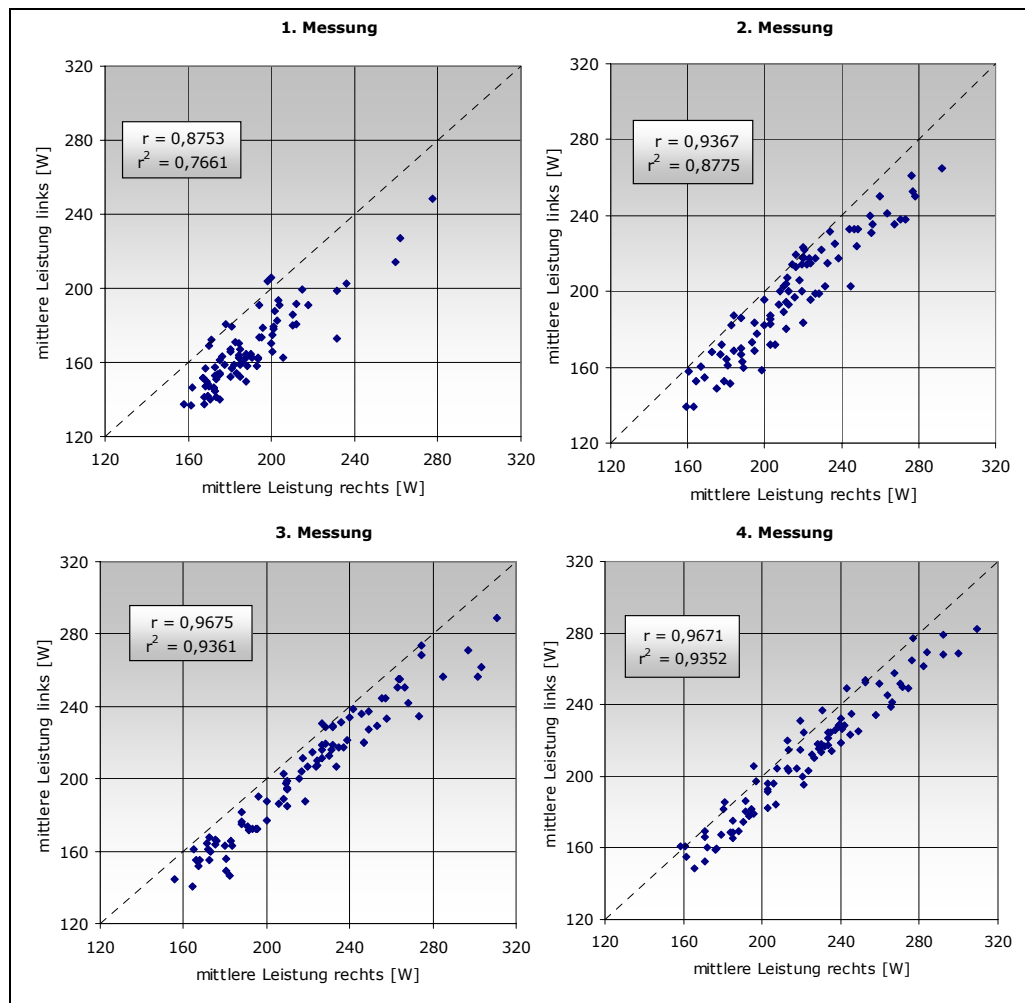 1. Messung
320
280
240
200
160
120
120 160 200 240 280 320
mittlere Leistung links [W]
mittlere Leistung rechts [W]
r = 0,8753
r² = 0,7661
2. Messung
320
280
240
200
160
120
120 160 200 240 280 320
mittlere Leistung links [W]
mittlere Leistung rechts [W]
r = 0,9367
r² = 0,8775
3. Messung
320
280
240
200
160
120
120 160 200 240 280 320
mittlere Leistung links [W]
mittlere Leistung rechts [W]
r = 0,9675
r² = 0,9361
4. Messung
320
280
240
200
160
120
120 160 200 240 280 320
mittlere Leistung links [W]
mittlere Leistung rechts [W]
r = 0,9671
r² = 0,9352